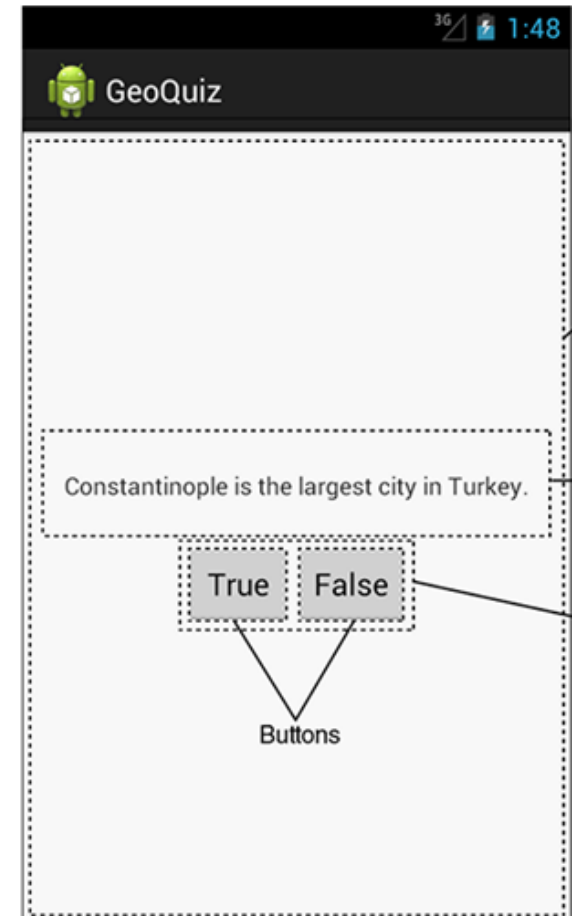 3G 1:48
GeoQuiz
Constantinople is the largest city in Turkey.
True False
Buttons